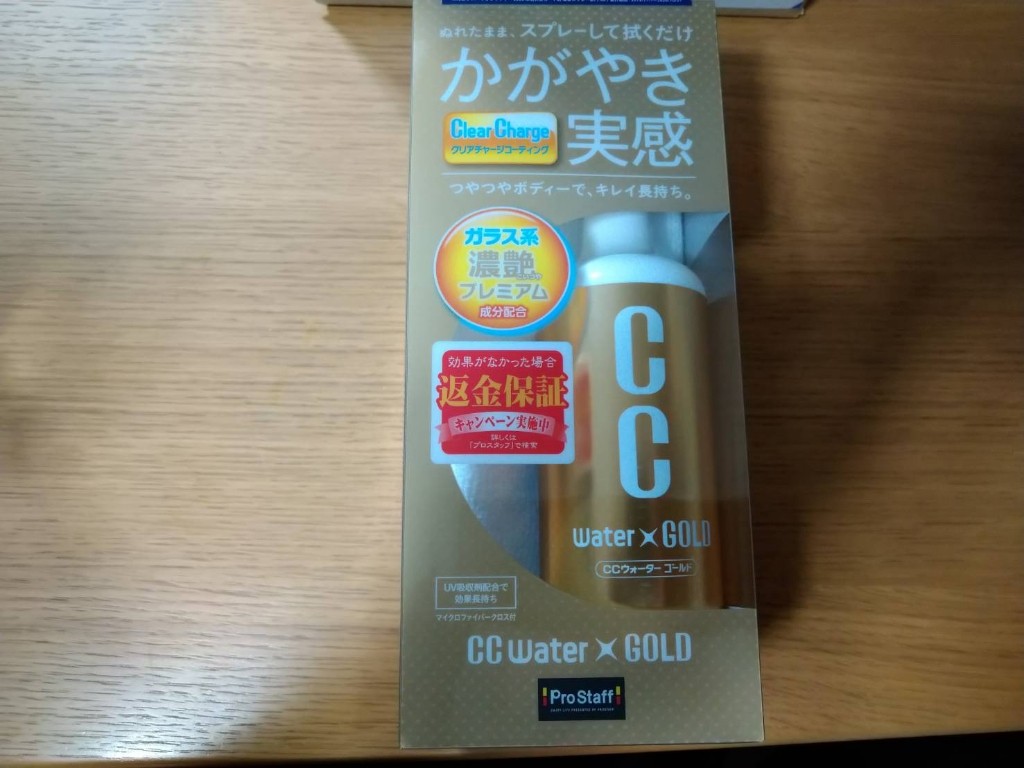 ぬれたまま、スプレーして拭くだけ
かがやき
Clear Charge
クリアチャージコーティング
実感
つやつやボディーで、キレイ長持ち。
ガラス系
濃艶
プレミアム
成分配合
効果がなかった場合
返金保証
キャンペーン実施中
詳しくは
「プロスタッフ」で検索
CC
water GOLD
CCウォーター ゴールド
UV吸収剤配合で
効果長持ち
マイクロファイバークロス付
CC water GOLD
ProStaff